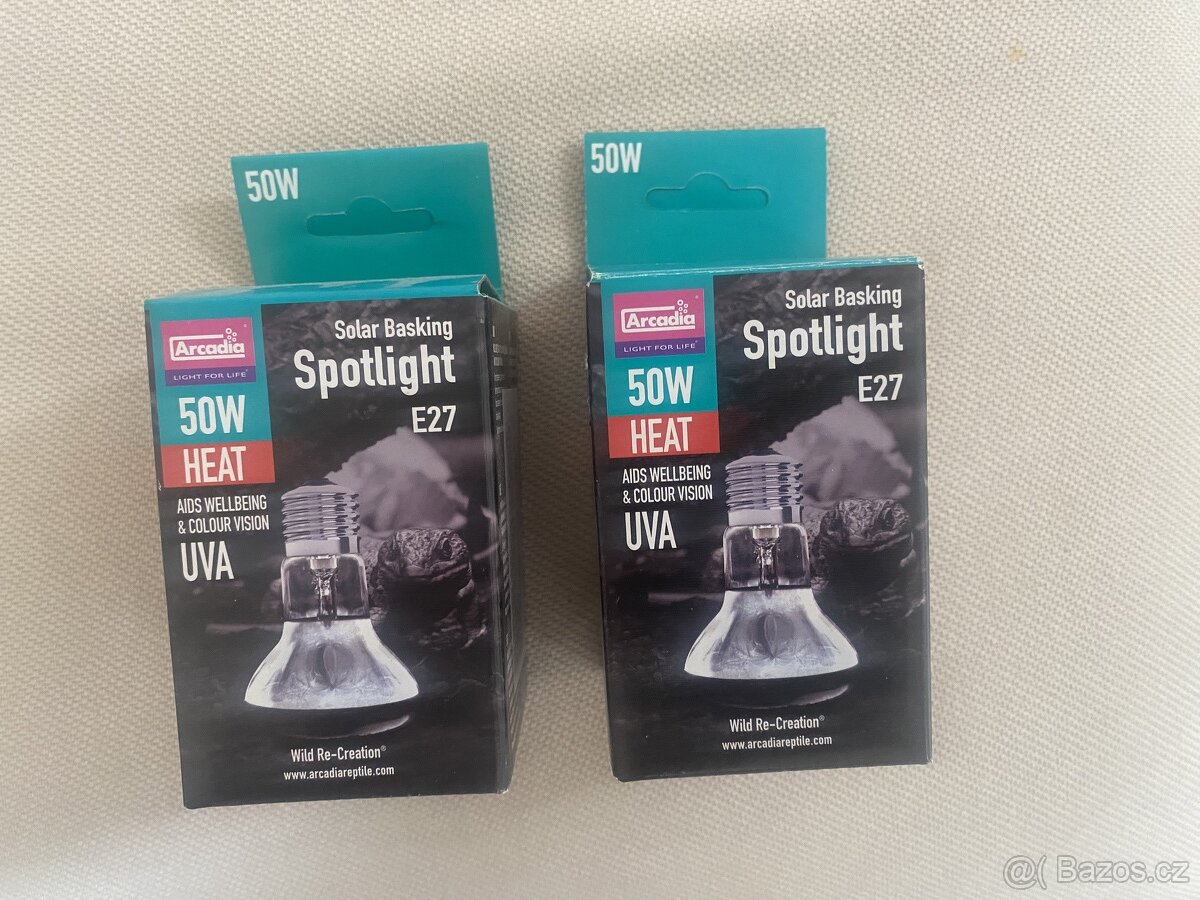 50W
Arcadia
LIGHT FOR LIFE
50W
HEAT
AIDS WELLBEING
& COLOUR VISION
UVA
Solar Basking
Spotlight
E27
Wild Re-Creation®
www.arcadiareptile.com
50W
Arcadia
LIGHT FOR LIFE
50W
HEAT
AIDS WELLBEING
& COLOUR VISION
UVA
Solar Basking
Spotlight
E27
Wild Re-Creation®
www.arcadiareptile.com
@( Bazos.cz